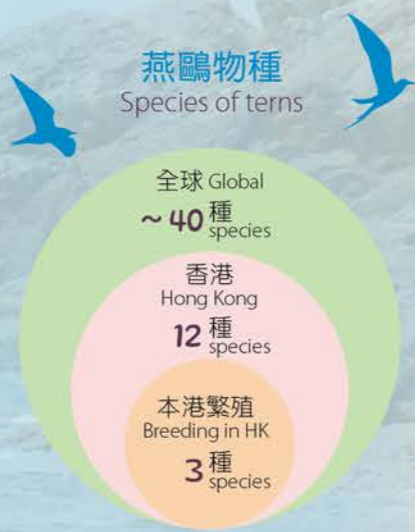 燕鷗物種
Species of terns
全球 Global
~ 40 種 species
香港
Hong Kong
12 種 species
本港繁殖
Breeding in HK
3 種 species